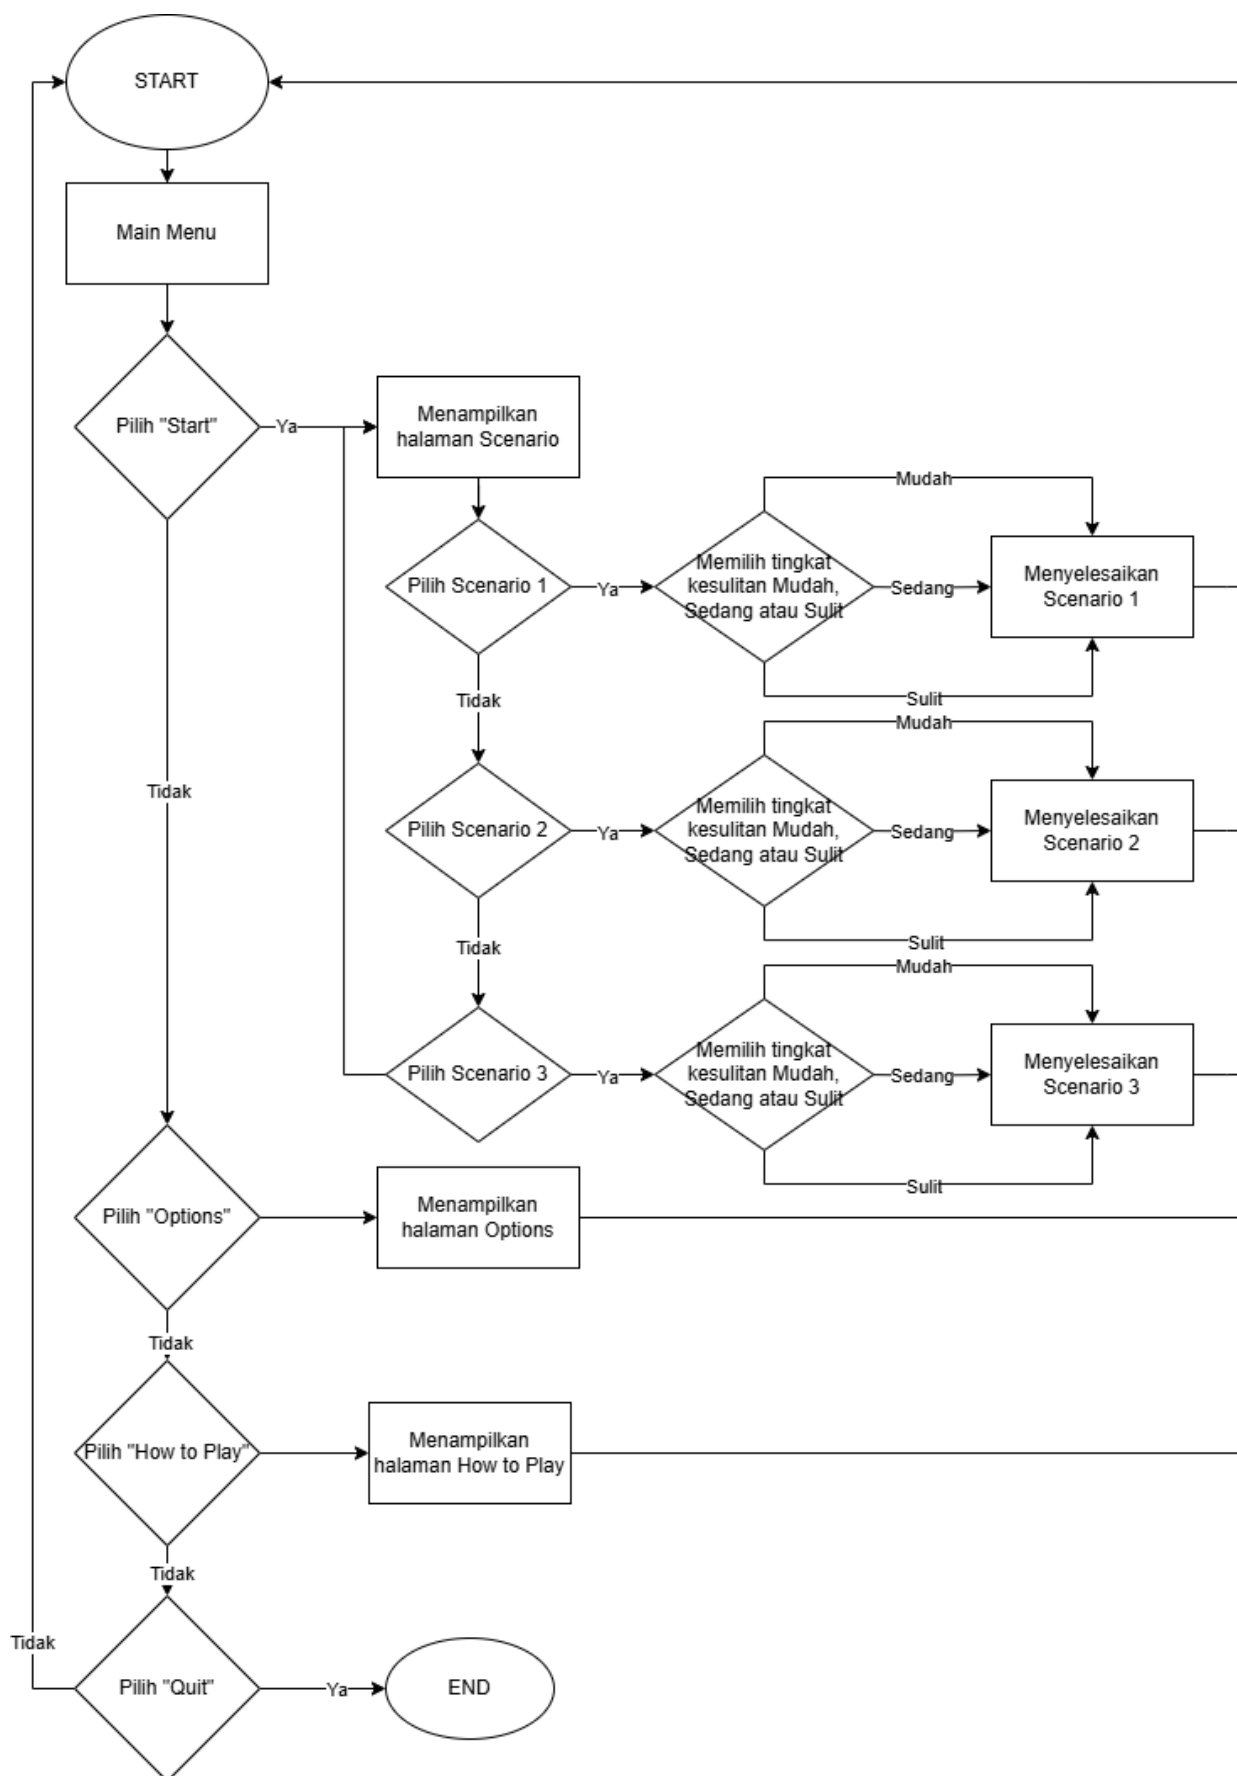 START
Main Menu
Pilih "Start"
Ya
Menampilkan
halaman Scenario
Mudah
Pilih Scenario 1
Ya
Memilih tingkat
kesulitan Mudah,
Sedang atau Sulit
Sedang
Menyelesaikan
Scenario 1
Sulit
Tidak
Mudah
Pilih Scenario 2
Ya
Memilih tingkat
kesulitan Mudah,
Sedang atau Sulit
Sedang
Menyelesaikan
Scenario 2
Sulit
Tidak
Mudah
Pilih Scenario 3
Ya
Memilih tingkat
kesulitan Mudah,
Sedang atau Sulit
Sedang
Menyelesaikan
Scenario 3
Sulit
Tidak
Pilih "Options"
Menampilkan
halaman Options
Tidak
Pilih "How to Play"
Menampilkan
halaman How to Play
Tidak
Tidak
Pilih "Quit"
Ya
END